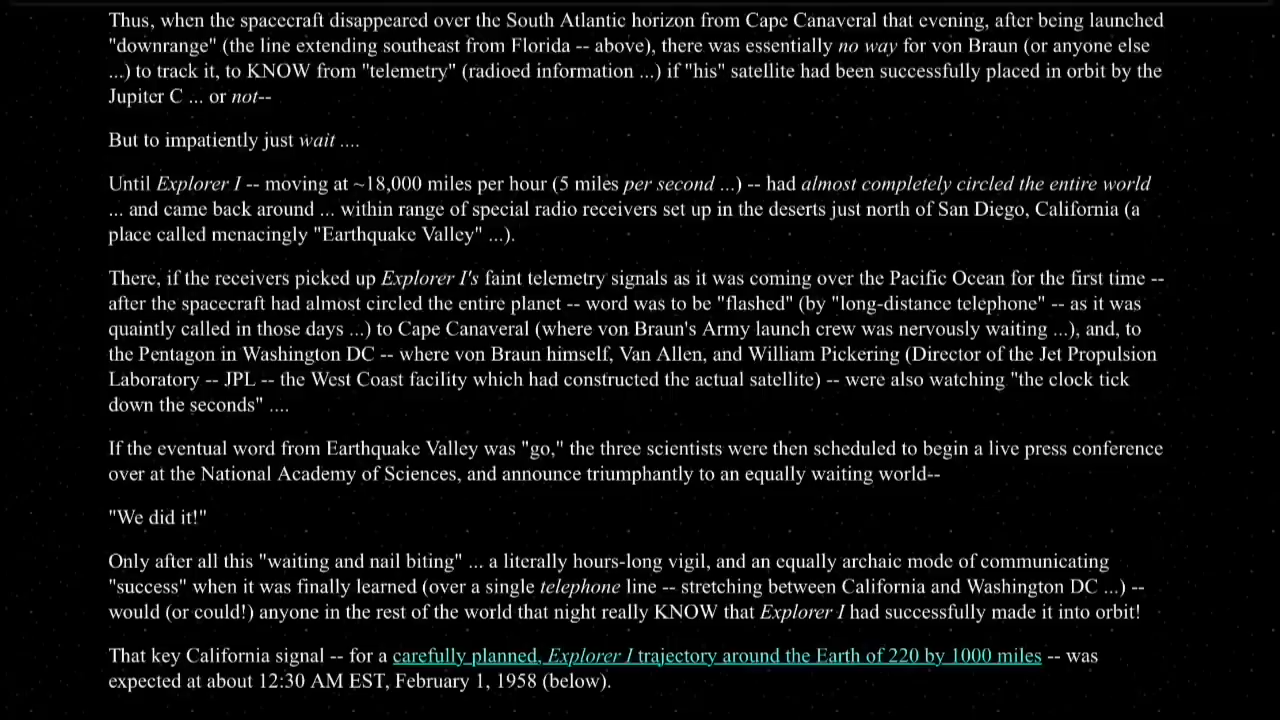 Thus, when the spacecraft disappeared over the South Atlantic horizon from Cape Canaveral that evening, after being launched
"downrange" (the line extending southeast from Florida -- above), there was essentially no way for von Braun (or anyone else
...) to track it, to KNOW from "telemetry" (radioed information ...) if "his" satellite had been successfully placed in orbit by the
Jupiter C ... or not--
But to impatiently just wait ....
Until Explorer I -- moving at ~18,000 miles per hour (5 miles per second ...) -- had almost completely circled the entire world
... and came back around ... within range of special radio receivers set up in the deserts just north of San Diego, California (a
place called menacingly "Earthquake Valley" ...).
There, if the receivers picked up Explorer I's faint telemetry signals as it was coming over the Pacific Ocean for the first time --
after the spacecraft had almost circled the entire planet -- word was to be "flashed" (by "long-distance telephone" -- as it was
quaintly called in those days ...) to Cape Canaveral (where von Braun's Army launch crew was nervously waiting ...), and, to
the Pentagon in Washington DC -- where von Braun himself, Van Allen, and William Pickering (Director of the Jet Propulsion
Laboratory -- JPL -- the West Coast facility which had constructed the actual satellite) -- were also watching "the clock tick
down the seconds" ....
If the eventual word from Earthquake Valley was "go," the three scientists were then scheduled to begin a live press conference
over at the National Academy of Sciences, and announce triumphantly to an equally waiting world--
"We did it!"
Only after all this "waiting and nail biting" ... a literally hours-long vigil, and an equally archaic mode of communicating
"success" when it was finally learned (over a single telephone line -- stretching between California and Washington DC ...) --
would (or could!) anyone in the rest of the world that night really KNOW that Explorer I had successfully made it into orbit!
That key California signal -- for a carefully planned, Explorer I trajectory around the Earth of 220 by 1000 miles -- was
expected at about 12:30 AM EST, February 1, 1958 (below).